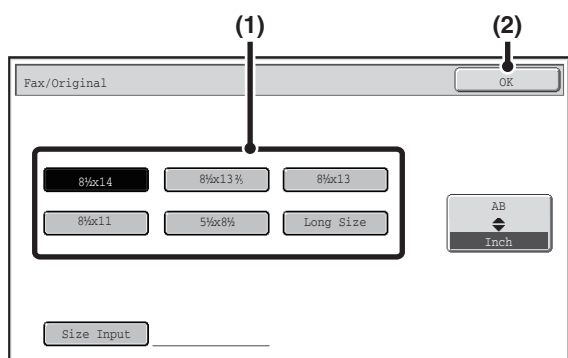 (1) (2)
Fax/Original OK
8½x14 8½x13⅖ 8½x13
8½x11 5½x8½ Long Size
AB
Inch
Size Input